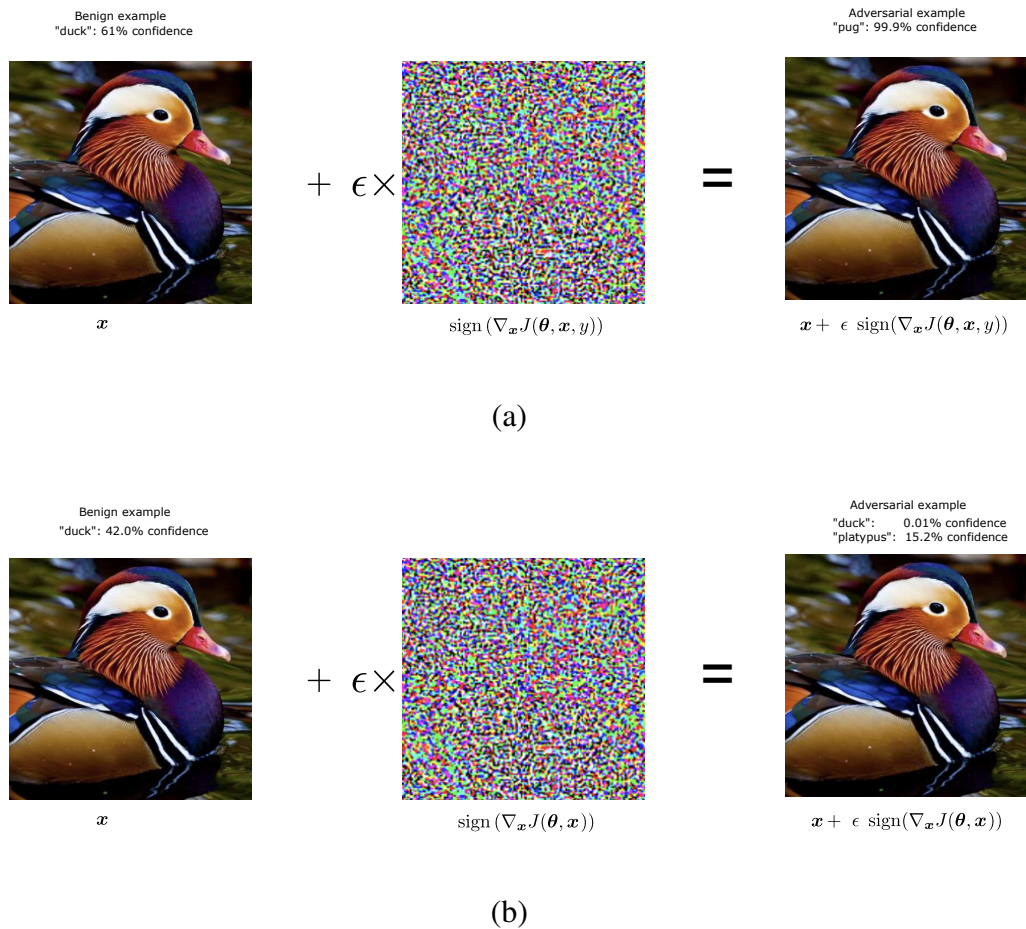 Benign example
"duck": 61% confidence
Adversarial example
"pug": 99.9% confidence
+ ϵ×
=
x
sign (∇ₓJ(θ, x, y))
x + ϵ sign(∇ₓJ(θ, x, y))
(a)
Benign example
"duck": 42.0% confidence
Adversarial example
"duck": 0.01% confidence
"platypus": 15.2% confidence
+ ϵ×
=
x
sign (∇ₓJ(θ, x))
x + ϵ sign(∇ₓJ(θ, x))
(b)